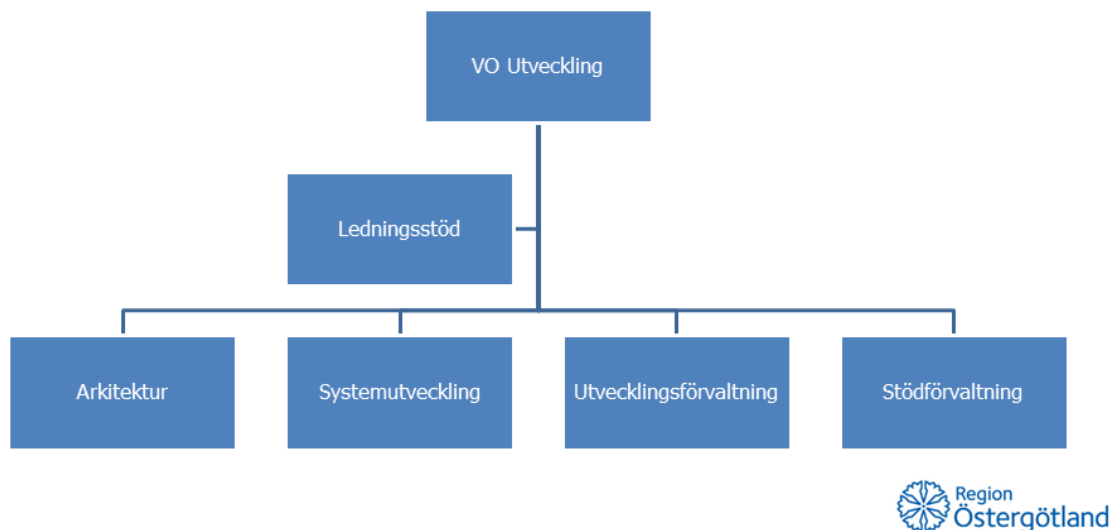 VO Utveckling
Ledningsstöd
Arkitektur
Systemutveckling
Utvecklingsförvaltning
Stödförvaltning
Region
Östergötland